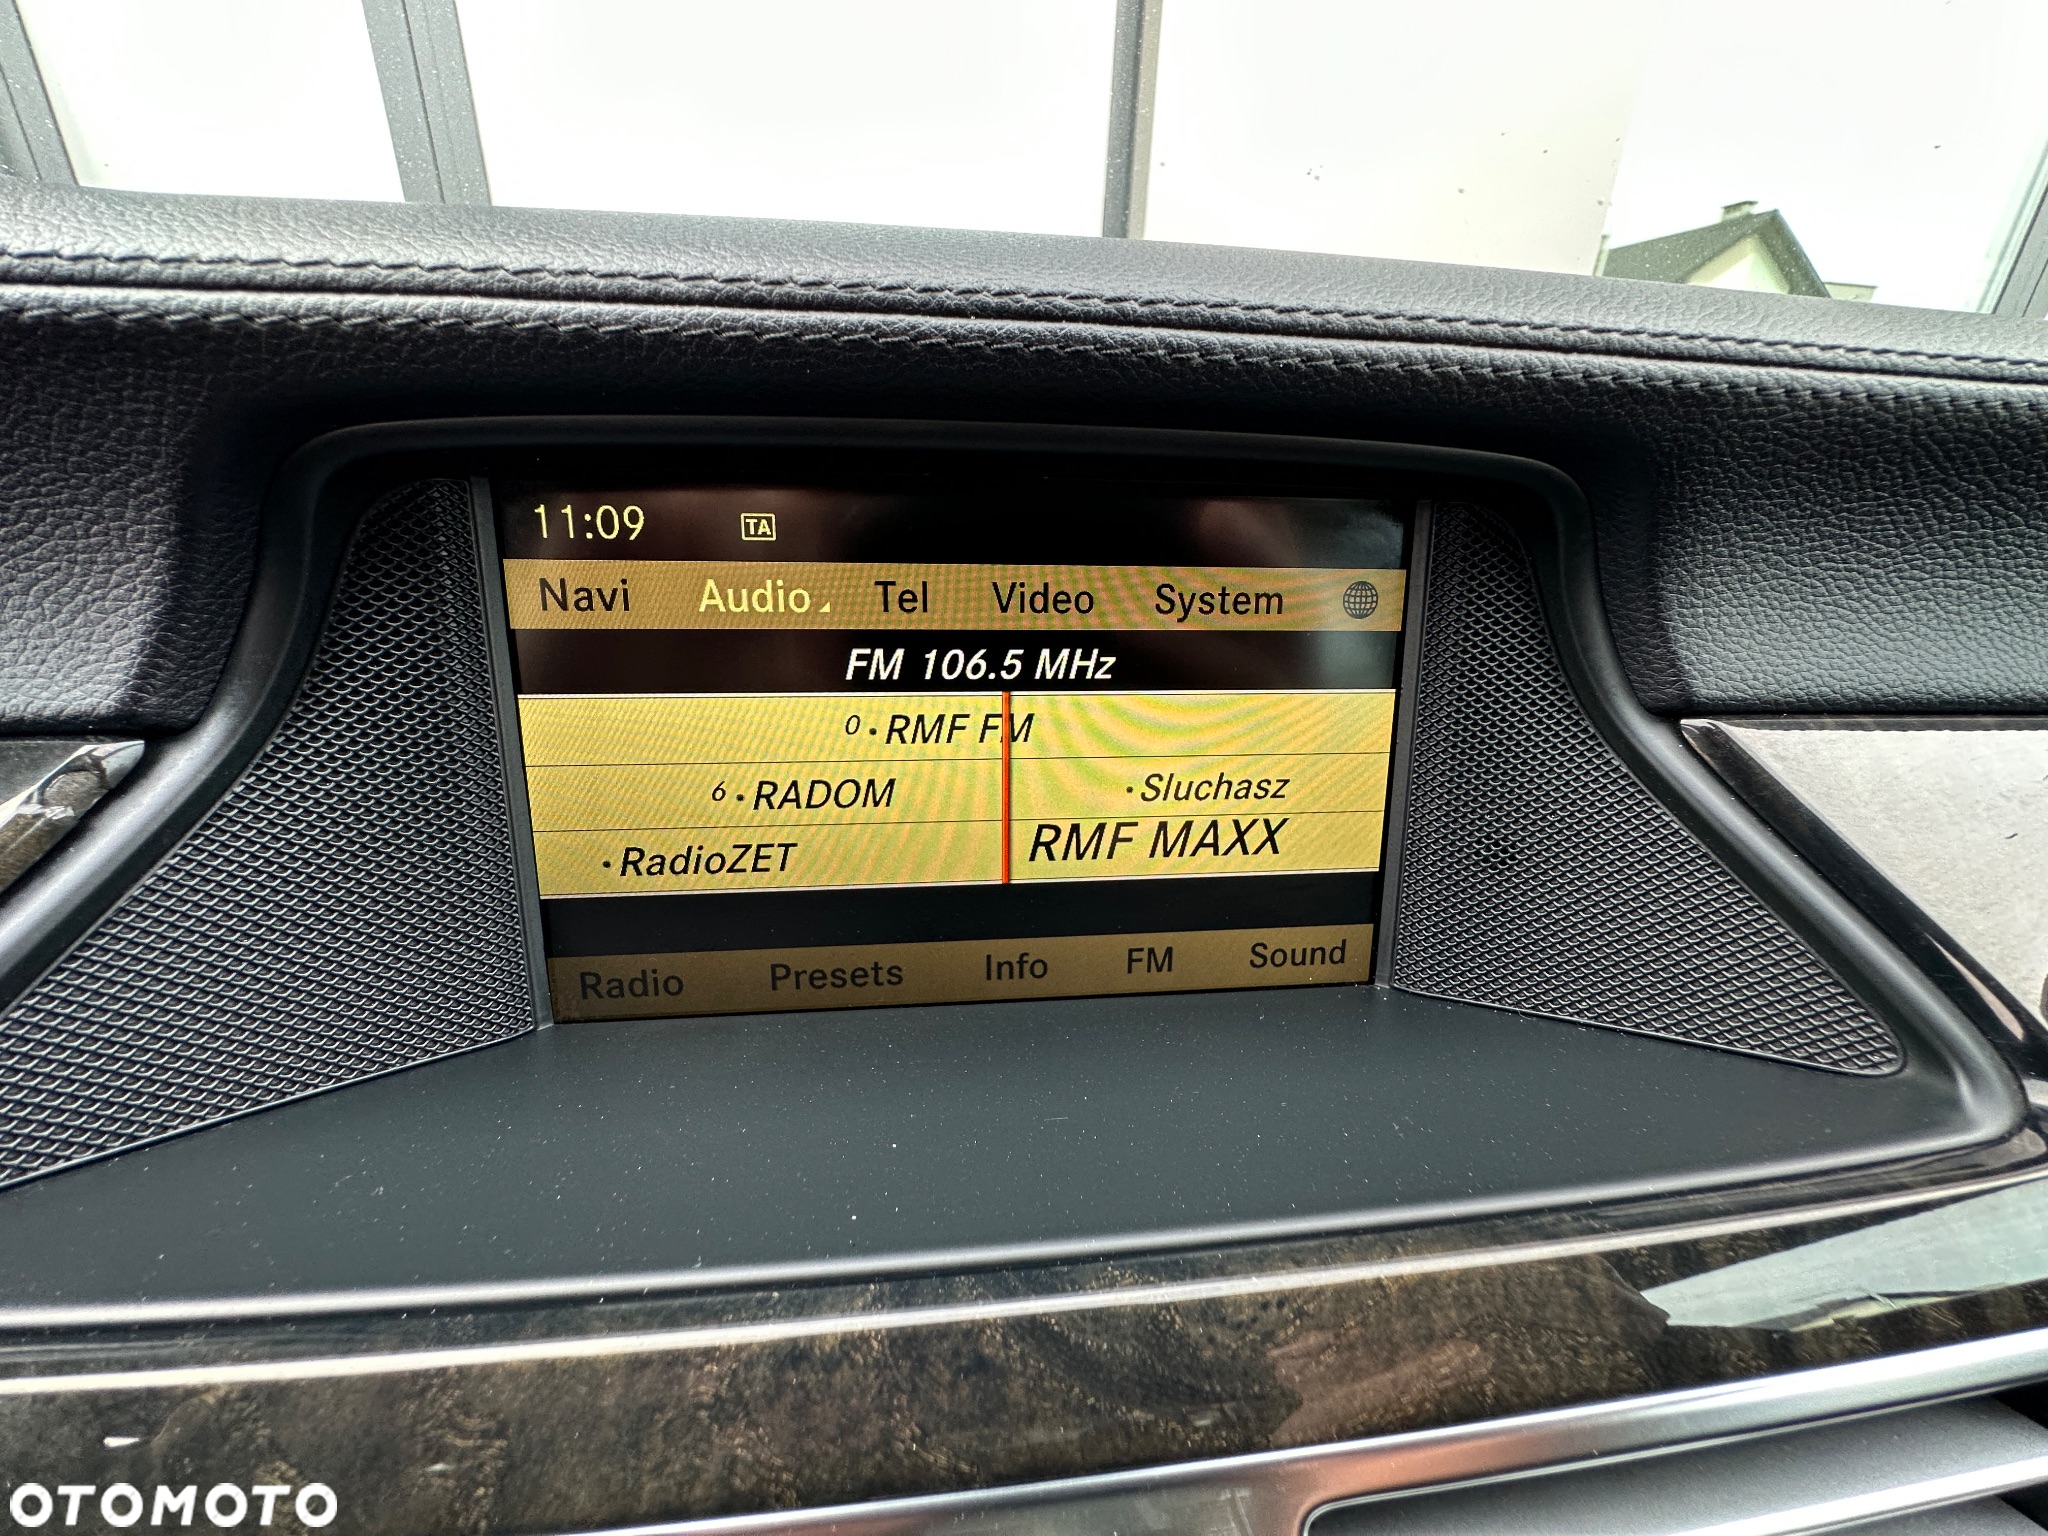 11:09 TA
Navi Audio Tel Video System
FM 106.5 MHz
0 · RMF FM
6 · RADOM · Sluchasz
· RadioZET RMF MAXX
Radio Presets Info FM Sound
OTOMOTO